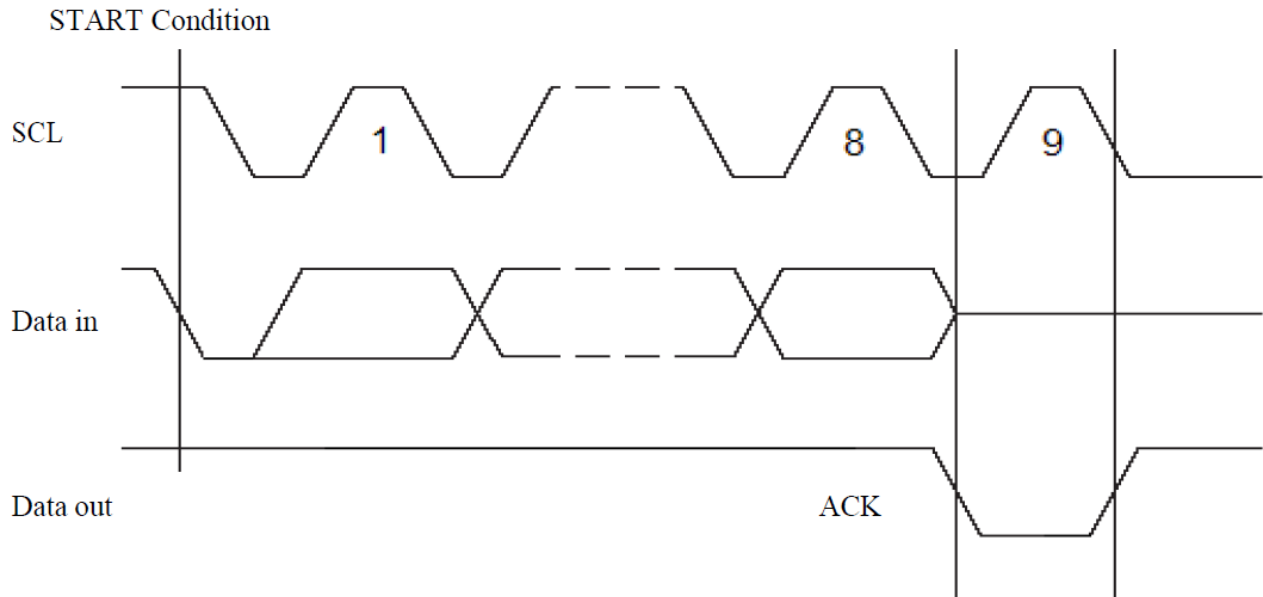 START Condition
SCL
1
8
9
Data in
Data out
ACK